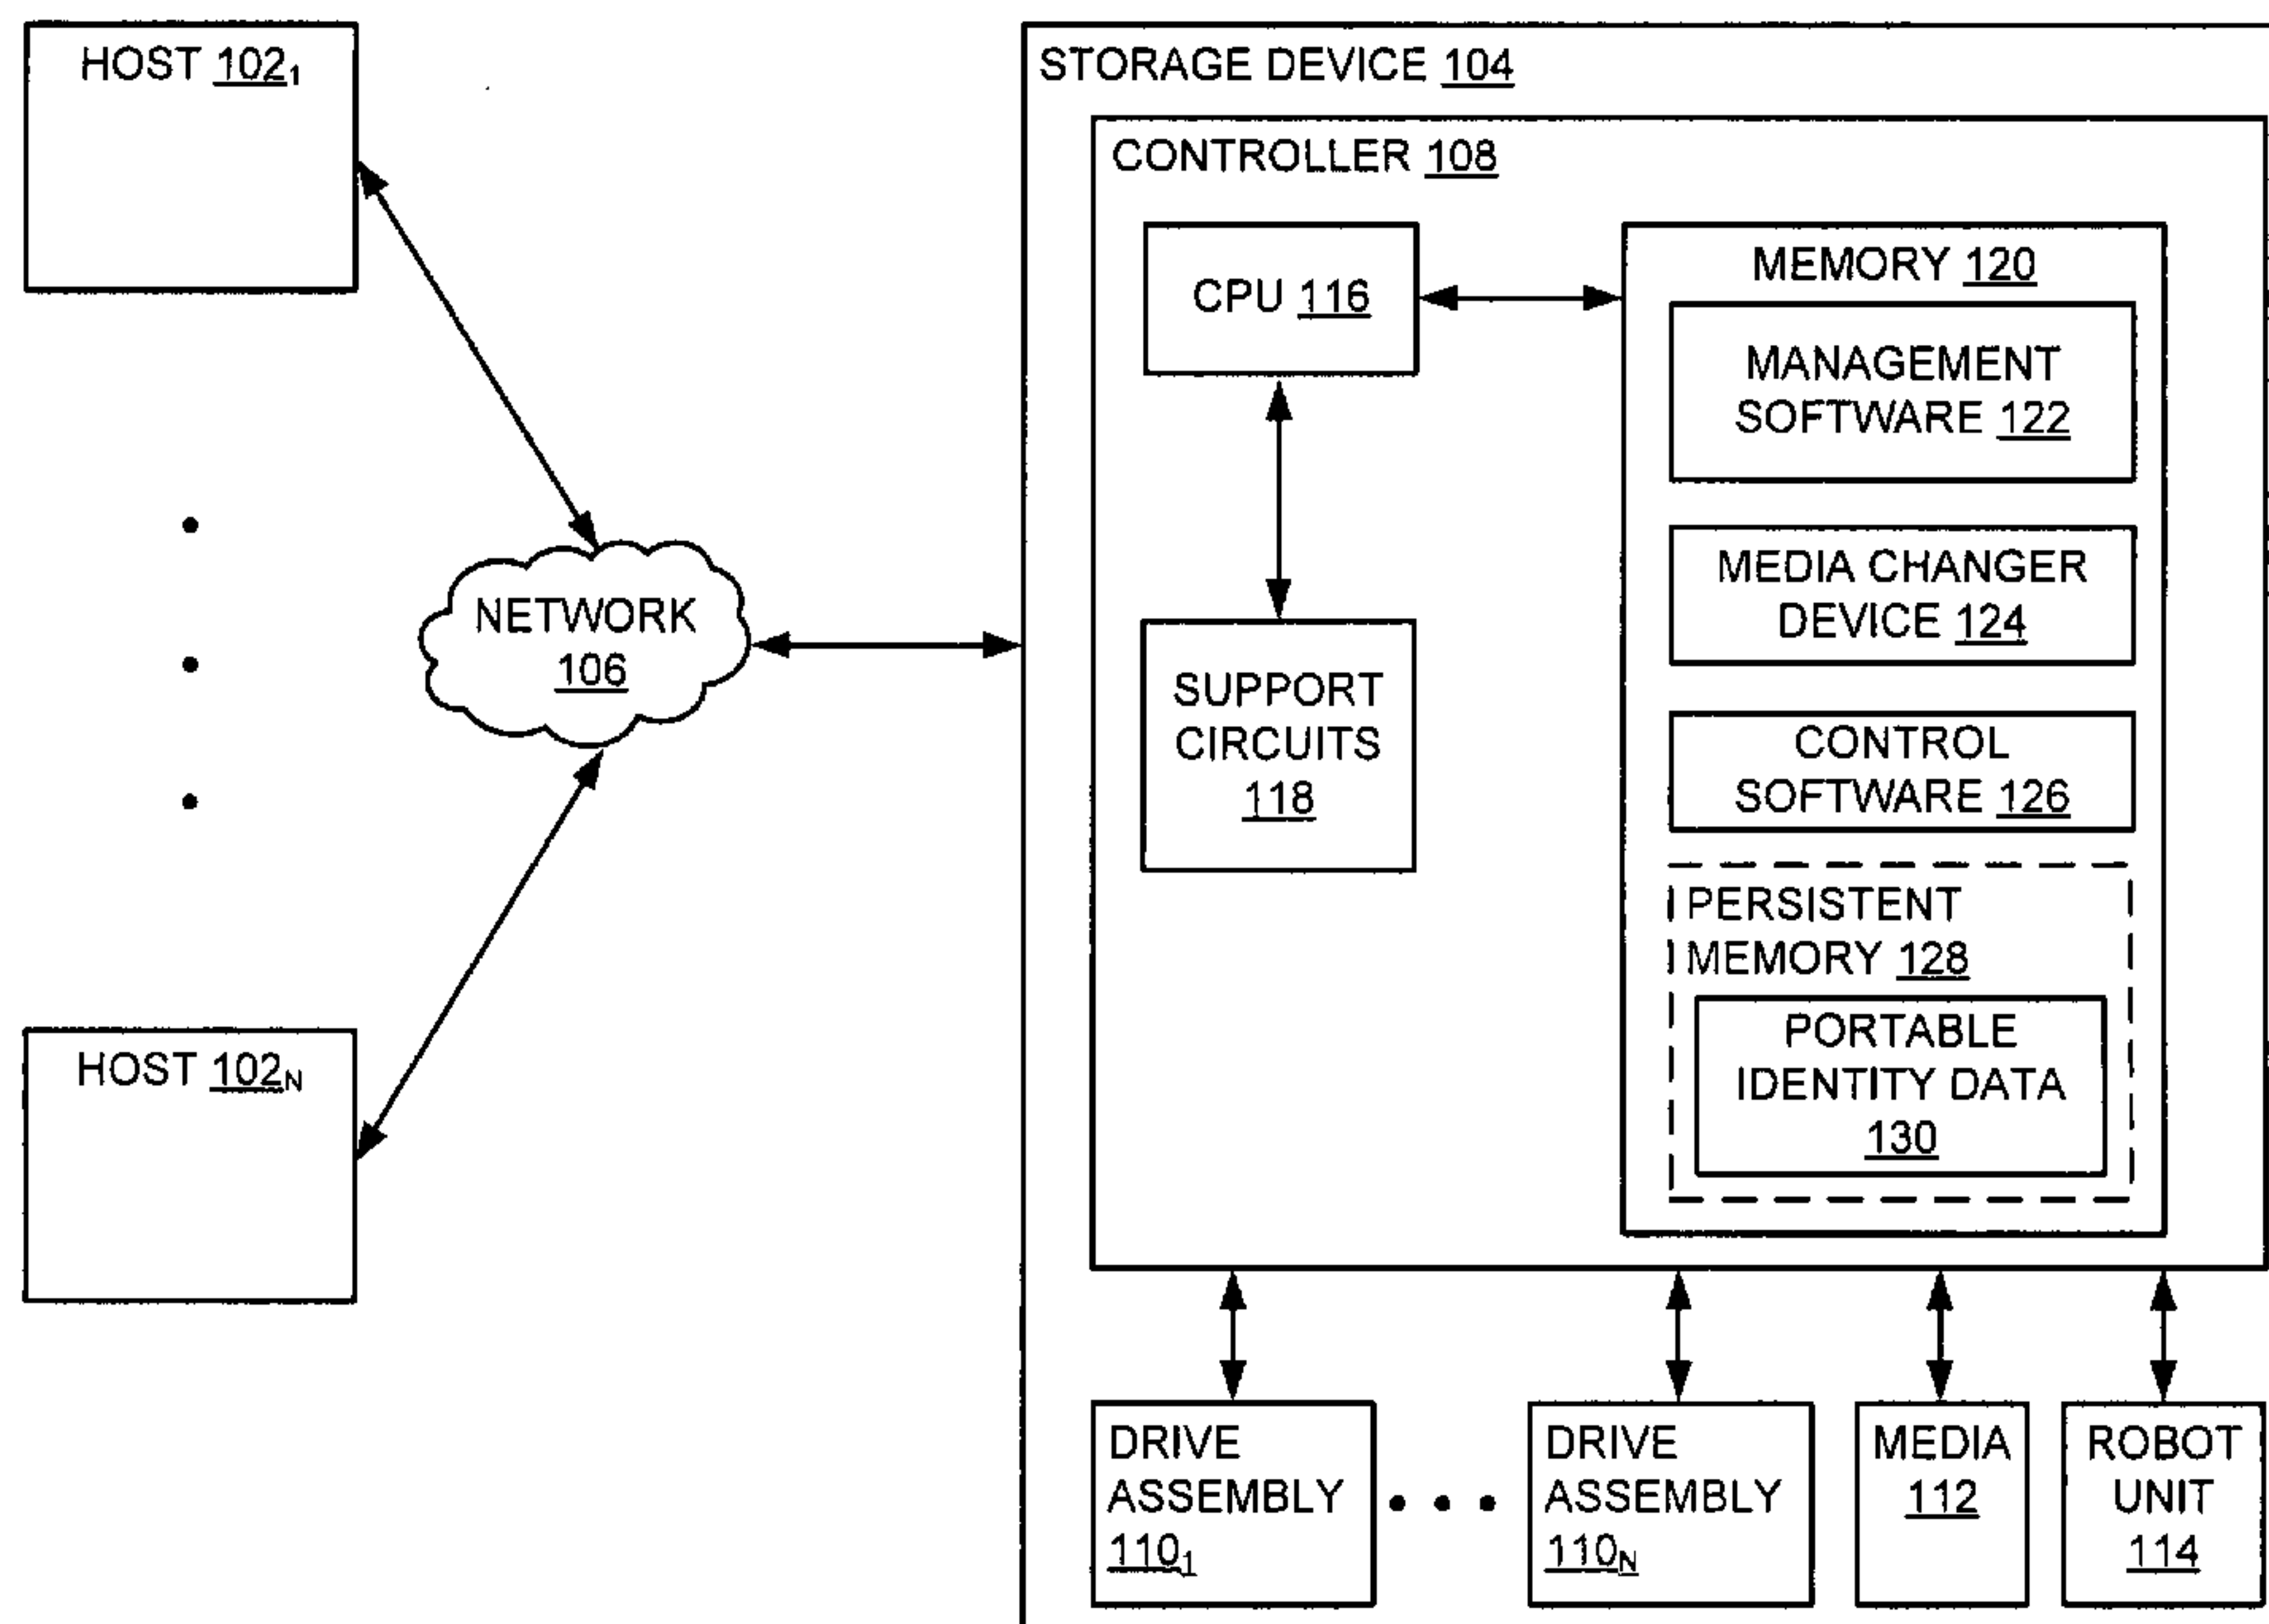 HOST 102₁
STORAGE DEVICE 104
CONTROLLER 108
CPU 116
MEMORY 120
MANAGEMENT
SOFTWARE 122
MEDIA CHANGER
DEVICE 124
NETWORK
106
SUPPORT
CIRCUITS
118
CONTROL
SOFTWARE 126
PERSISTENT
MEMORY 128
PORTABLE
IDENTITY DATA
130
HOST 102ₙ
DRIVE
ASSEMBLY
110₁
DRIVE
ASSEMBLY
110ₙ
MEDIA
112
ROBOT
UNIT
114